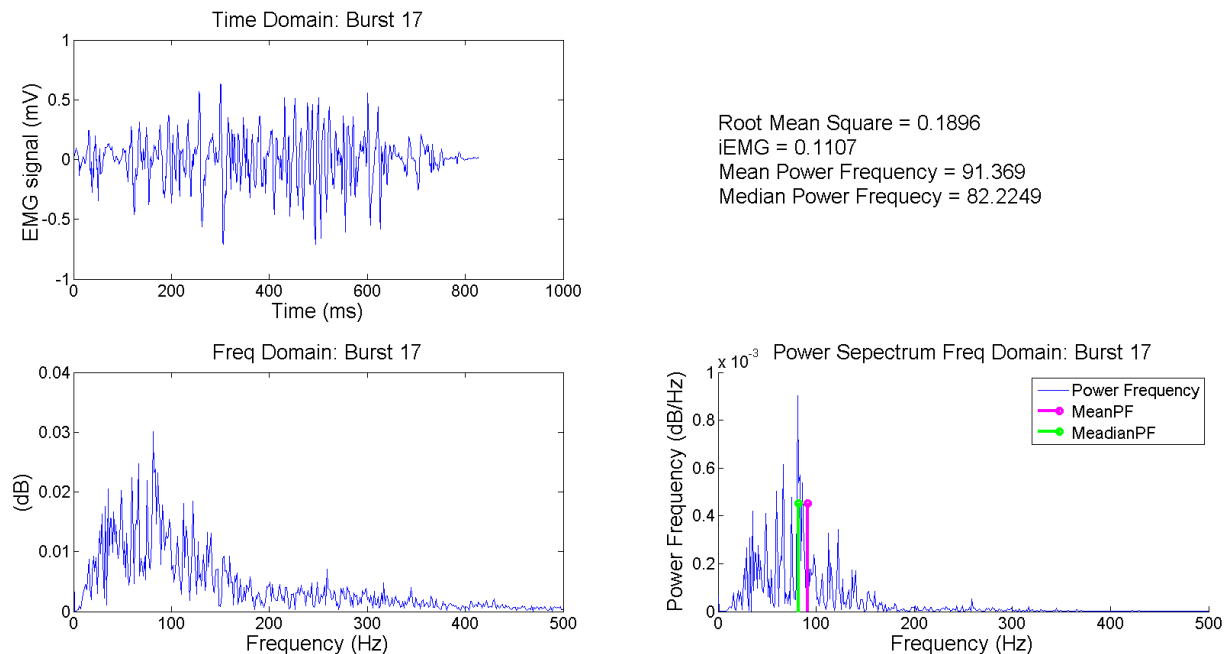 Time Domain: Burst 17
1
0.5
0
-0.5
-1
EMG signal (mV)
0 200 400 600 800 1000
Time (ms)
Root Mean Square = 0.1896
iEMG = 0.1107
Mean Power Frequency = 91.369
Median Power Frequecy = 82.2249
Freq Domain: Burst 17
0.04
0.03
0.02
0.01
0
(dB)
0 100 200 300 400 500
Frequency (Hz)
Power Sepectrum Freq Domain: Burst 17
x 10^-3
1
0.8
0.6
0.4
0.2
0
Power Frequency (dB/Hz)
Power Frequency
MeanPF
MeadianPF
0 100 200 300 400 500
Frequency (Hz)